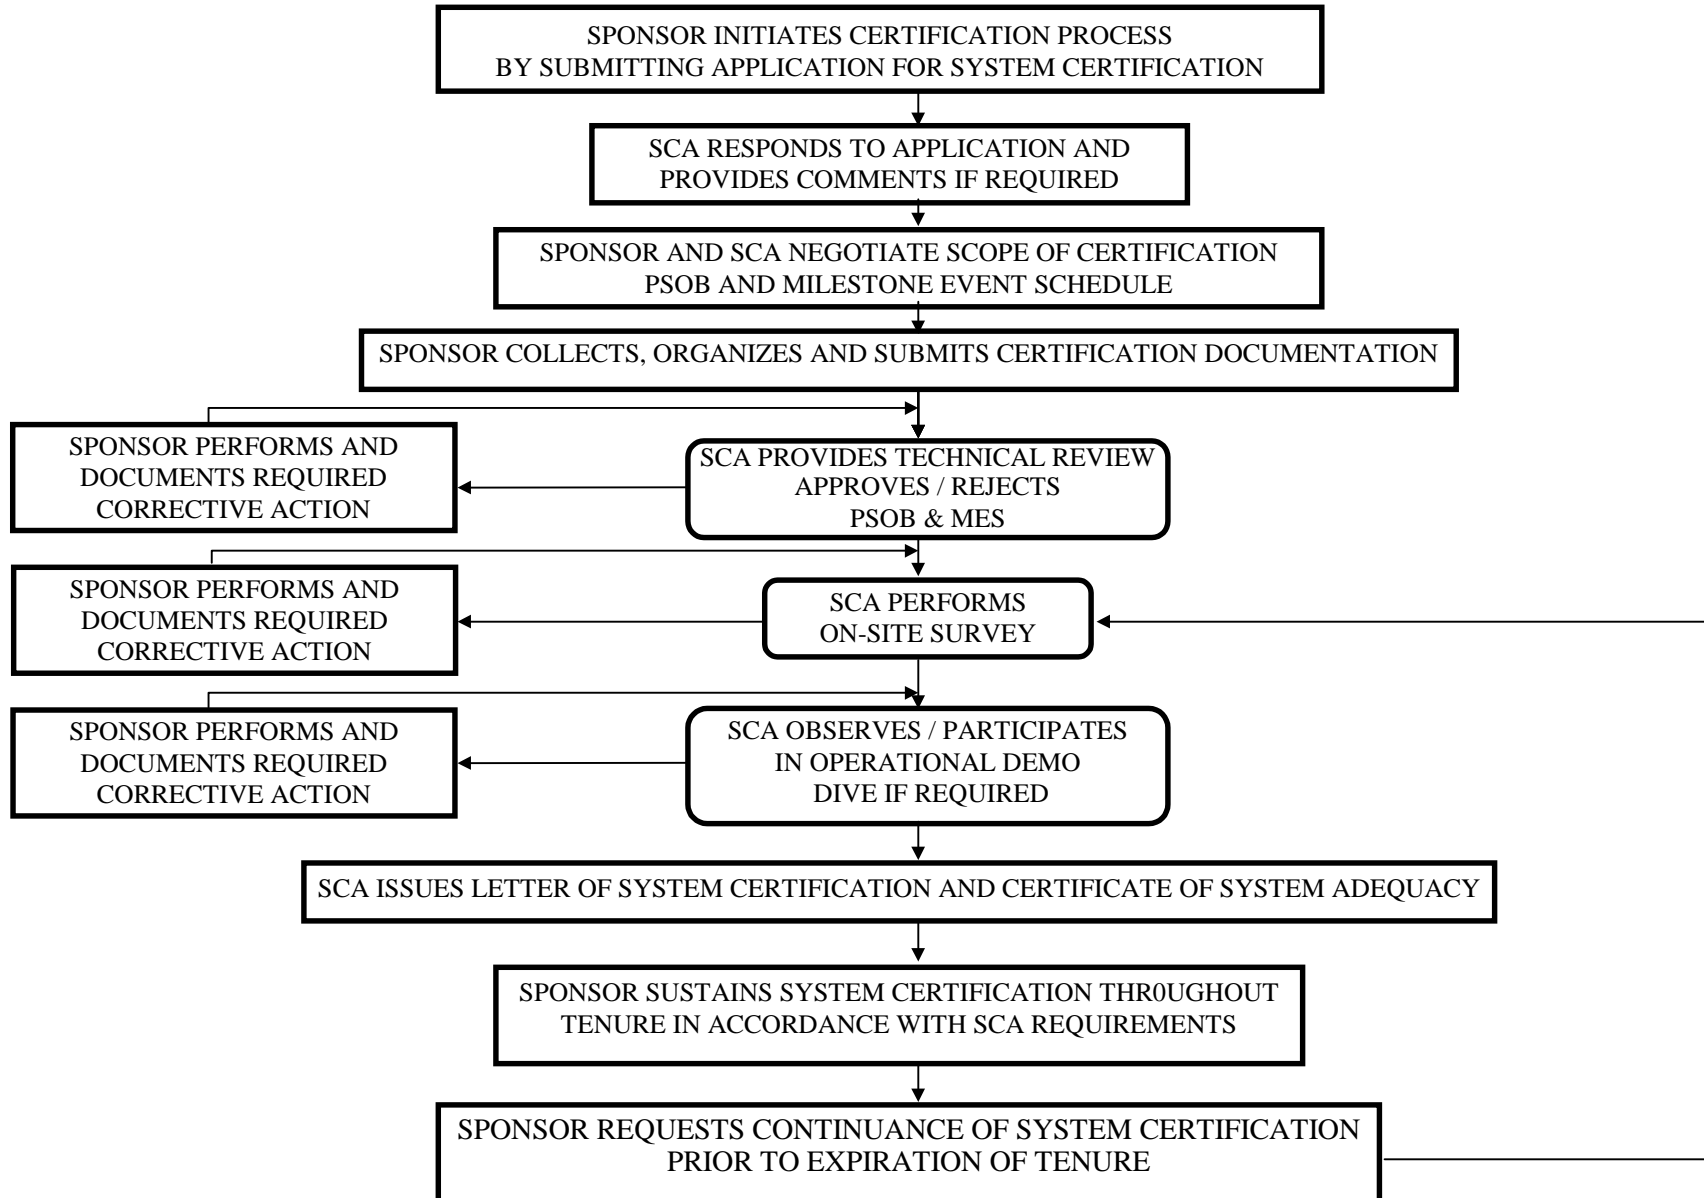 SPONSOR INITIATES CERTIFICATION PROCESS
BY SUBMITTING APPLICATION FOR SYSTEM CERTIFICATION
SCA RESPONDS TO APPLICATION AND
PROVIDES COMMENTS IF REQUIRED
SPONSOR AND SCA NEGOTIATE SCOPE OF CERTIFICATION
PSOB AND MILESTONE EVENT SCHEDULE
SPONSOR COLLECTS, ORGANIZES AND SUBMITS CERTIFICATION DOCUMENTATION
SPONSOR PERFORMS AND
DOCUMENTS REQUIRED
CORRECTIVE ACTION
SCA PROVIDES TECHNICAL REVIEW
APPROVES / REJECTS
PSOB & MES
SPONSOR PERFORMS AND
DOCUMENTS REQUIRED
CORRECTIVE ACTION
SCA PERFORMS
ON-SITE SURVEY
SPONSOR PERFORMS AND
DOCUMENTS REQUIRED
CORRECTIVE ACTION
SCA OBSERVES / PARTICIPATES
IN OPERATIONAL DEMO
DIVE IF REQUIRED
SCA ISSUES LETTER OF SYSTEM CERTIFICATION AND CERTIFICATE OF SYSTEM ADEQUACY
SPONSOR SUSTAINS SYSTEM CERTIFICATION THR0UGHOUT
TENURE IN ACCORDANCE WITH SCA REQUIREMENTS
SPONSOR REQUESTS CONTINUANCE OF SYSTEM CERTIFICATION
PRIOR TO EXPIRATION OF TENURE